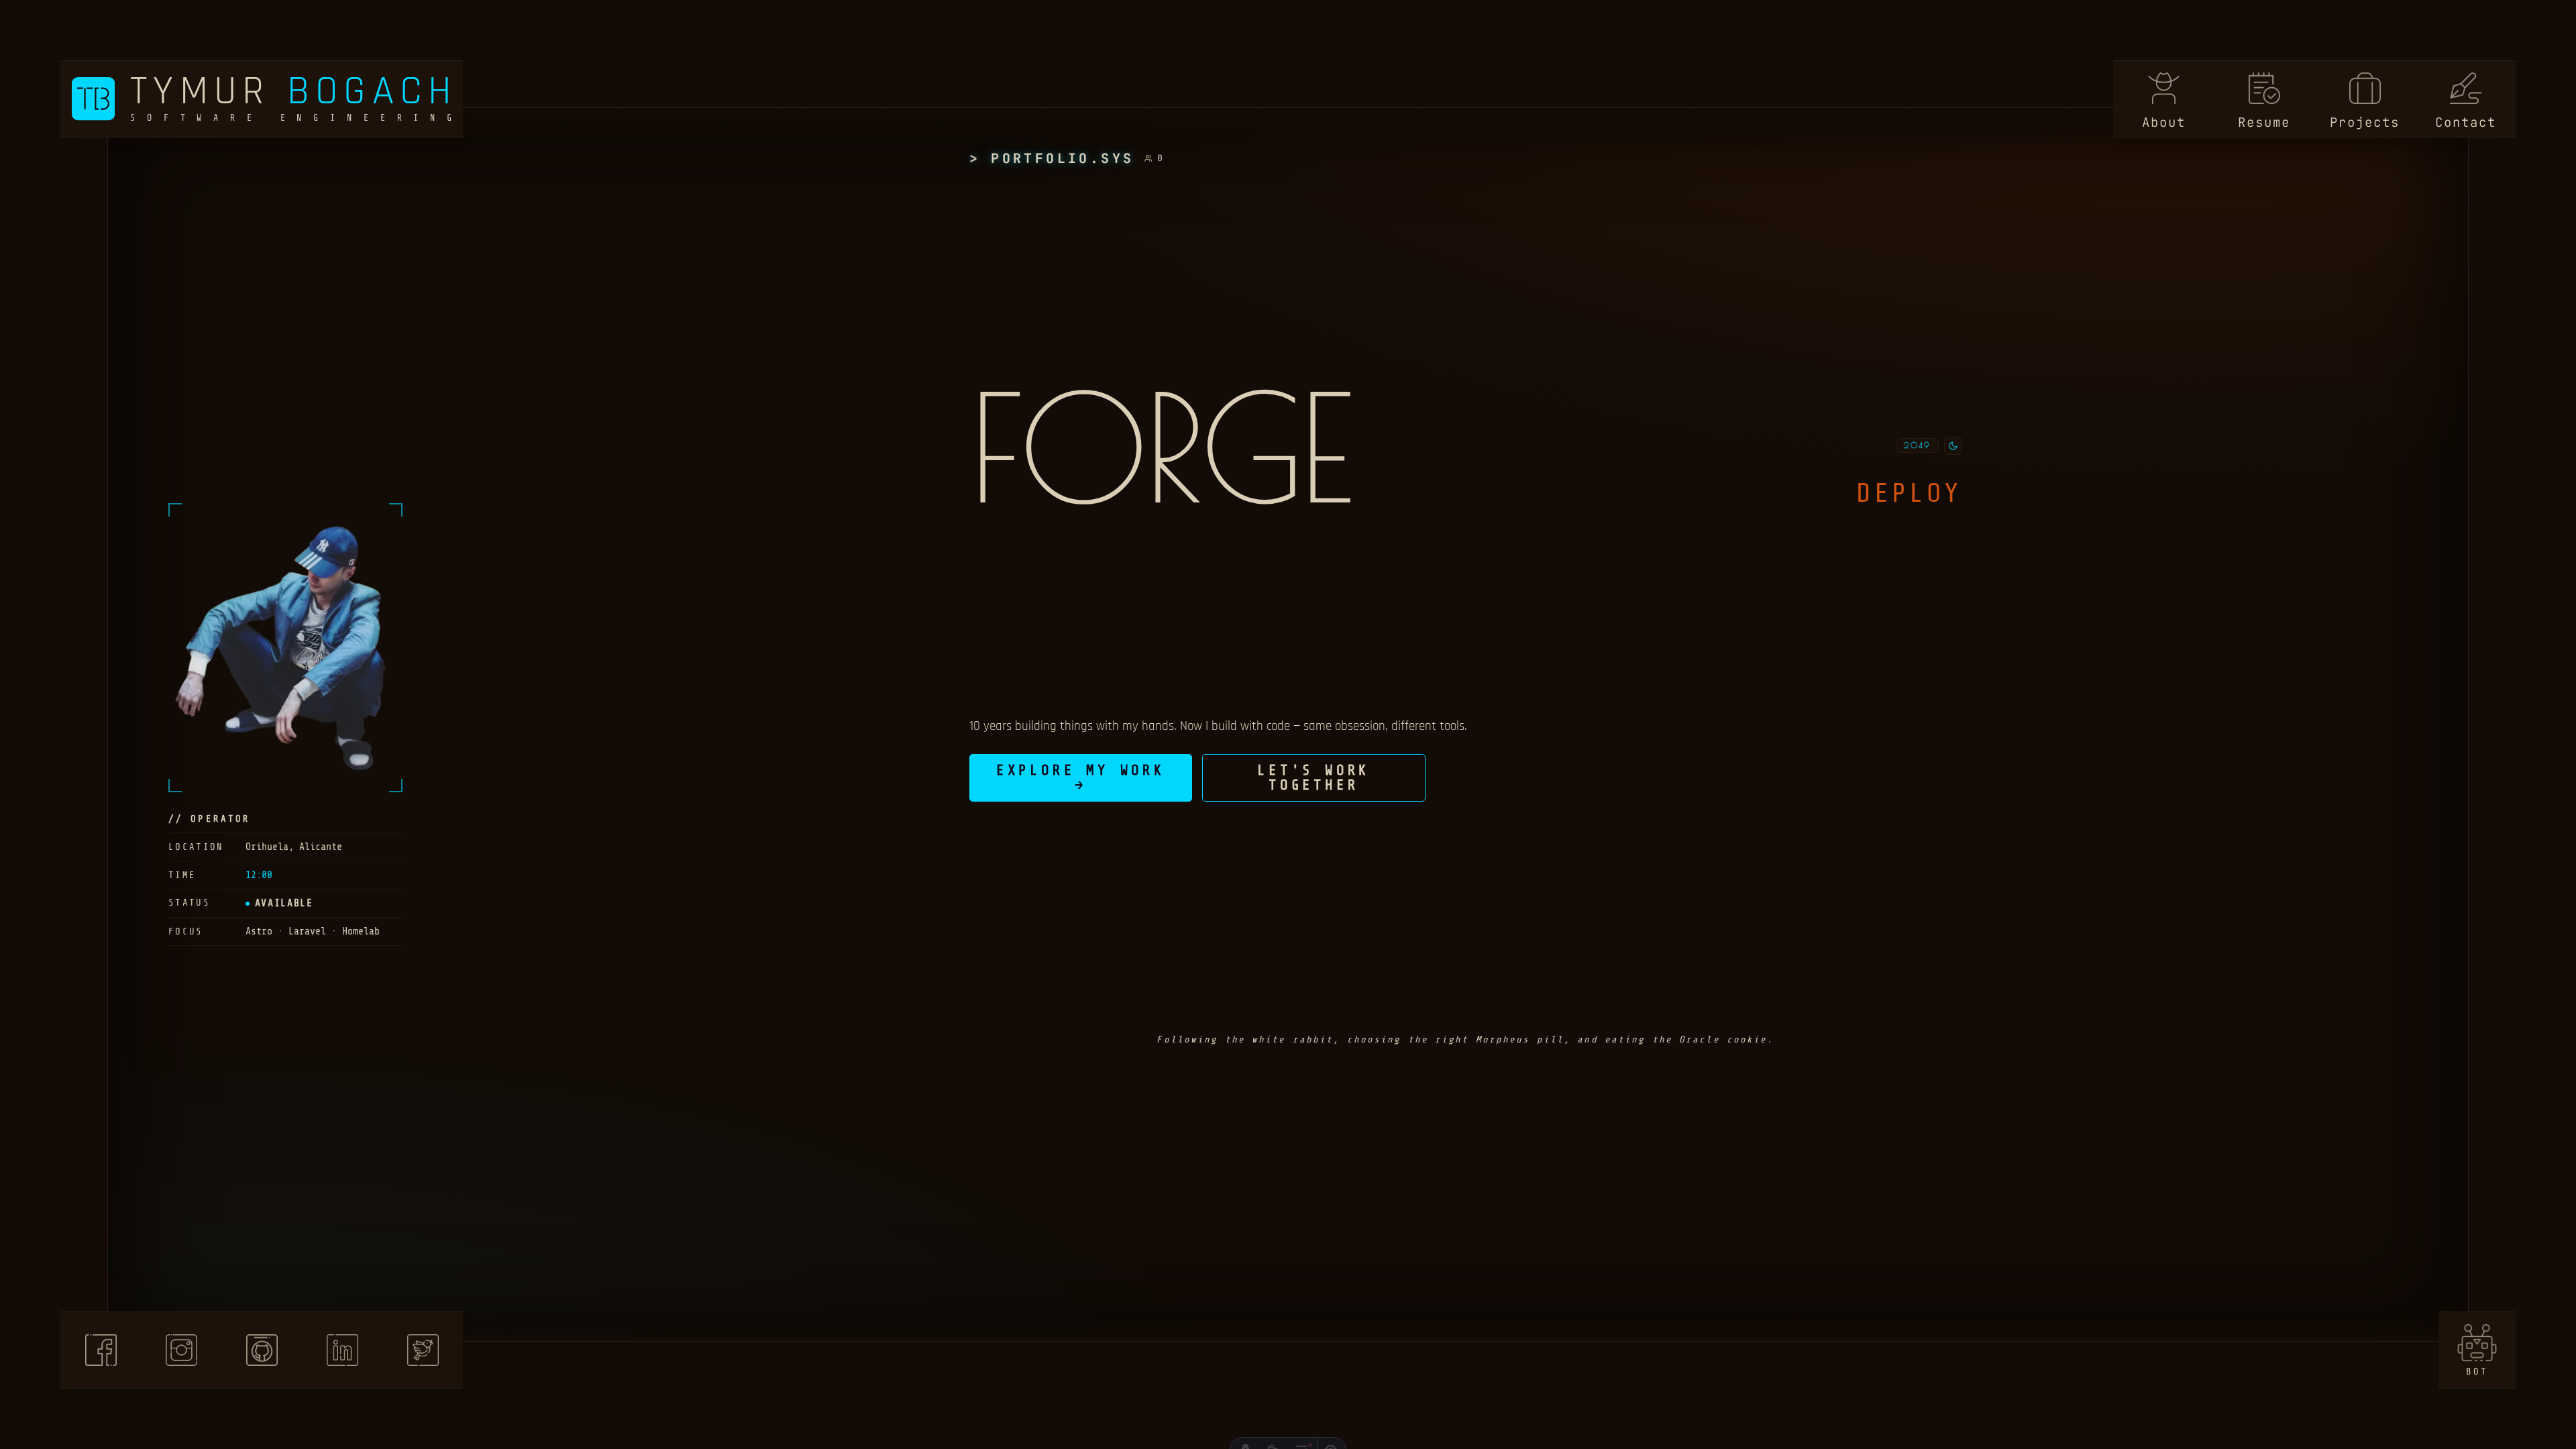 TB
TYMUR BOGACH
SOFTWARE ENGINEERING
About
Resume
Projects
Contact
> PORTFOLIO.SYS 0
FORGE
2049
DEPLOY
10 years building things with my hands. Now I build with code – same obsession, different tools.
EXPLORE MY WORK →
LET'S WORK
TOGETHER
// OPERATOR
LOCATION Orihuela, Alicante
TIME 12:00
STATUS AVAILABLE
FOCUS Astro · Laravel · Homelab
Following the white rabbit, choosing the right Morpheus pill, and eating the Oracle cookie.
BOT